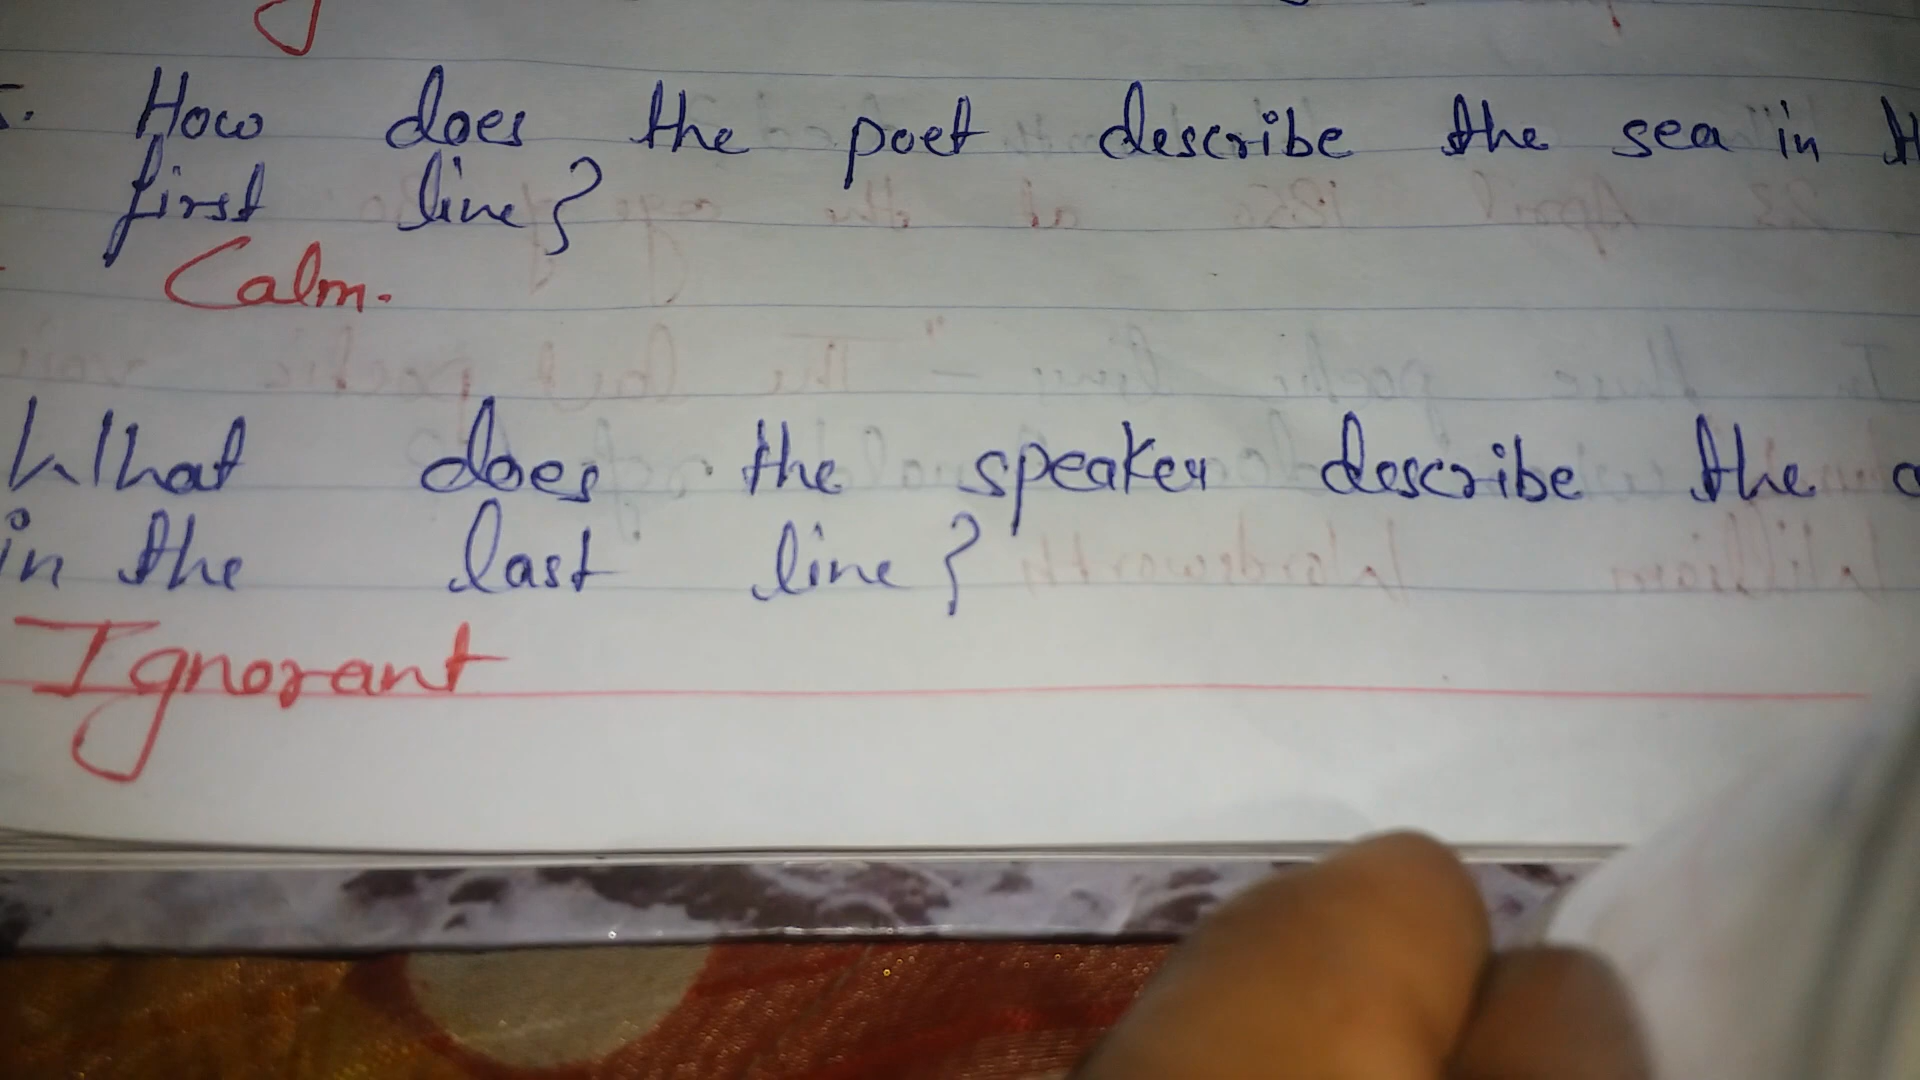 5. How does the poet describe the sea in
first line?
Calm.
What does the speaker describe the
in the last line?
Ignorant